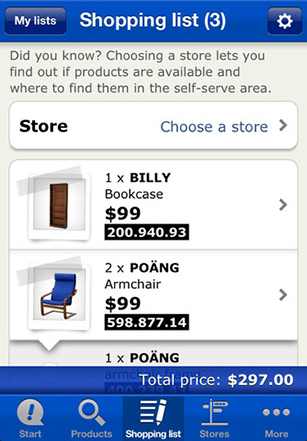 My lists
Shopping list (3)
Did you know? Choosing a store lets you
find out if products are available and
where to find them in the self-serve area.
Store
Choose a store
1 x BILLY
Bookcase
$99
200.940.93
2 x POÄNG
Armchair
$99
598.877.14
1 x POÄNG
armchair frame
Total price: $297.00
Start
Products
Shopping list
Stores
More